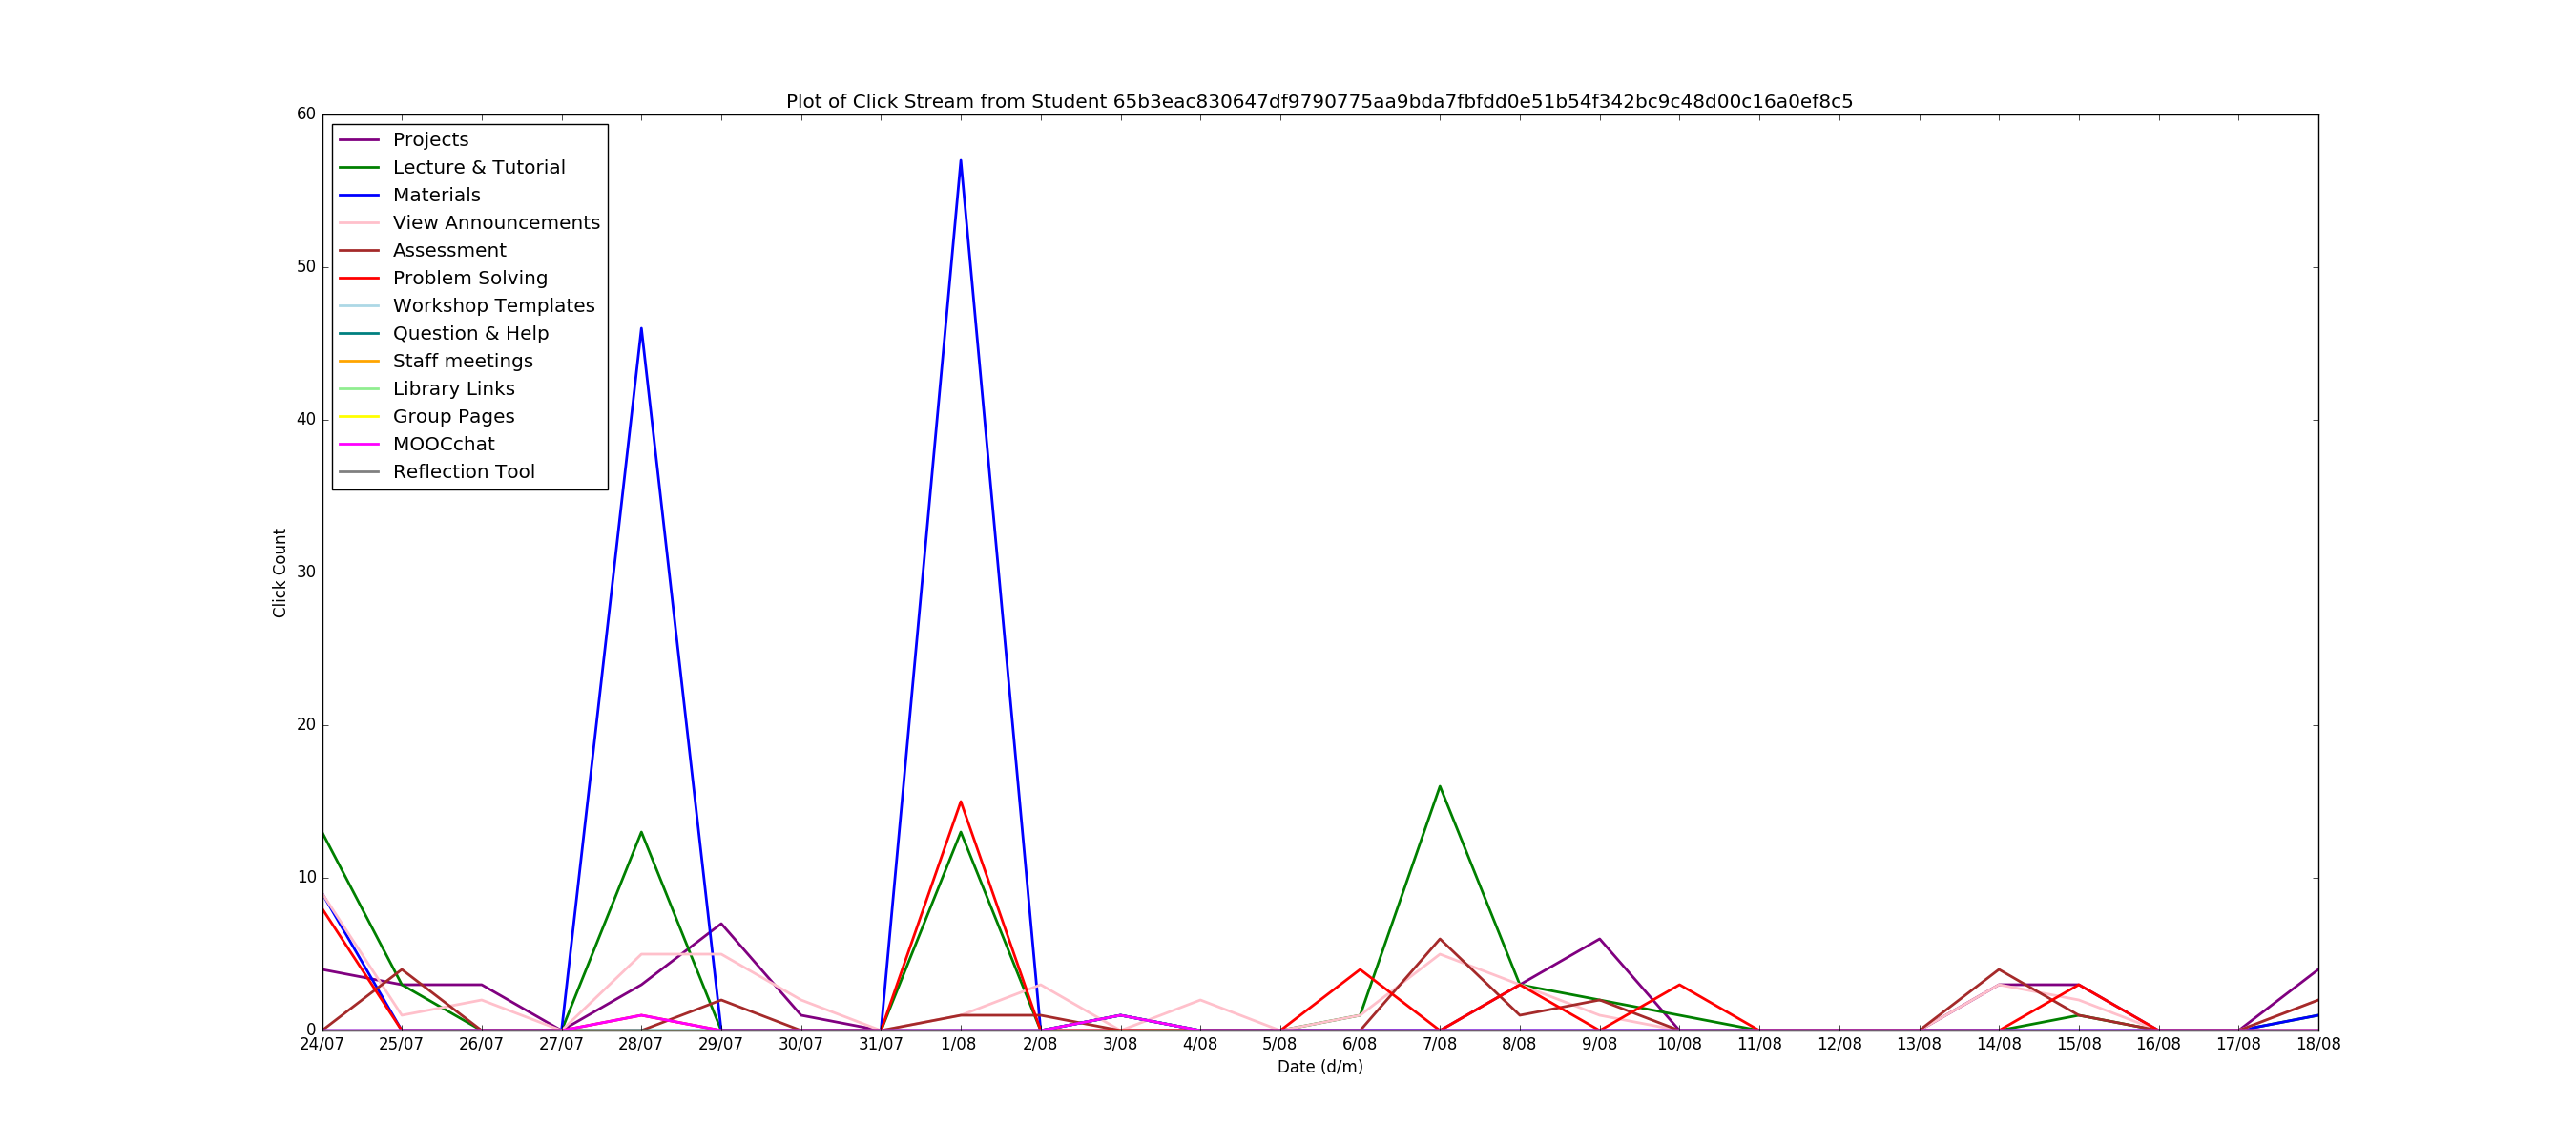 Plot of Click Stream from Student 65b3eac830647df9790775aa9bda7fbfdd0e51b54f342bc9c48d00c16a0ef8c5
60
50
40
30
20
10
0
Click Count
Projects
Lecture & Tutorial
Materials
View Announcements
Assessment
Problem Solving
Workshop Templates
Question & Help
Staff meetings
Library Links
Group Pages
MOOCchat
Reflection Tool
24/07 25/07 26/07 27/07 28/07 29/07 30/07 31/07 1/08 2/08 3/08 4/08 5/08 6/08 7/08 8/08 9/08 10/08 11/08 12/08 13/08 14/08 15/08 16/08 17/08 18/08
Date (d/m)